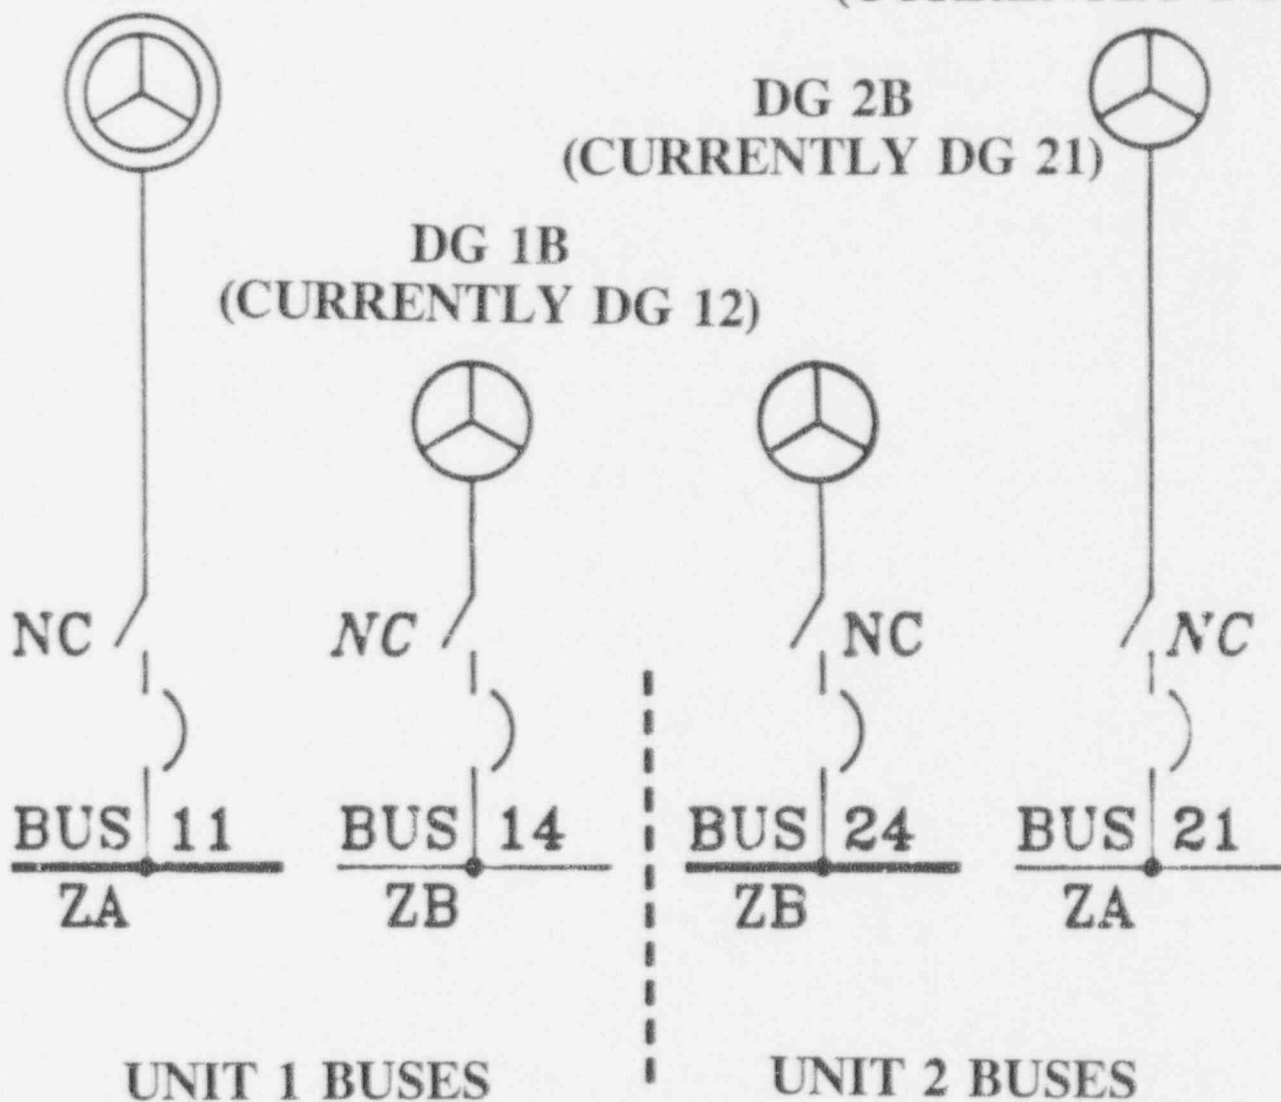 DG 2B
(CURRENTLY DG 21)
DG 1B
(CURRENTLY DG 12)
NC NC NC NC
BUS 11 BUS 14 BUS 24 BUS 21
ZA ZB ZB ZA
UNIT 1 BUSES UNIT 2 BUSES